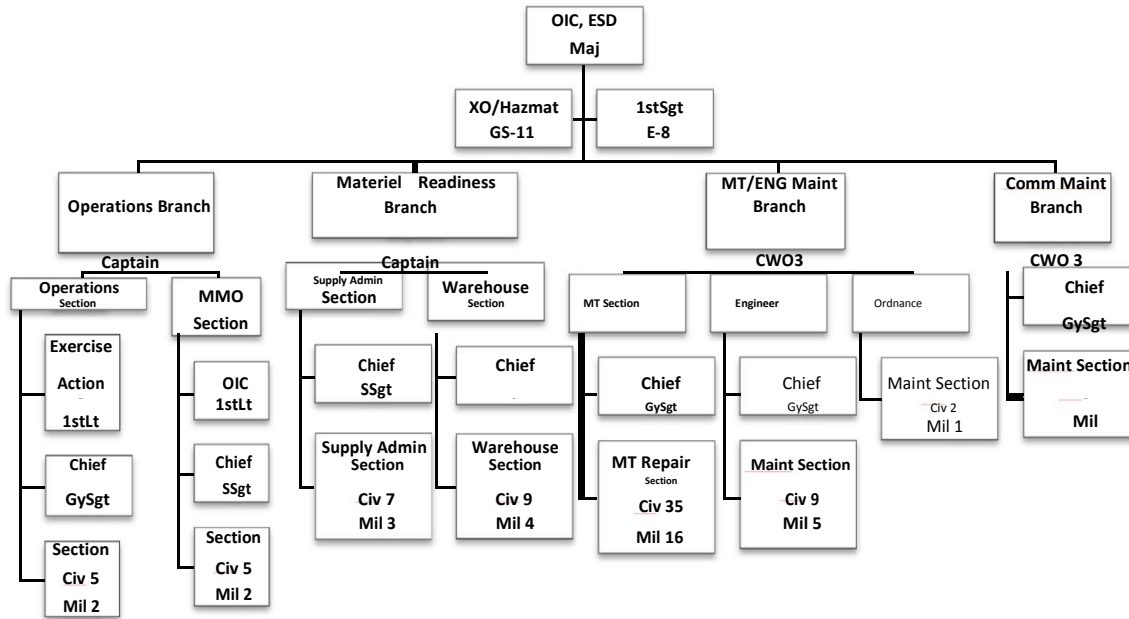 OIC, ESD
Maj
XO/Hazmat
GS-11
1stSgt
E-8
Operations Branch
Materiel Readiness
Branch
MT/ENG Maint
Branch
Comm Maint
Branch
Captain
Captain
CWO3
CWO 3
Operations
Section
MMO
Section
Supply Admin
Section
Warehouse
Section
MT Section
Engineer
Ordnance
Chief
GySgt
Exercise
Action
1stLt
OIC
1stLt
Chief
SSgt
Chief
Chief
GySgt
Chief
GySgt
Maint Section
Civ 2
Mil 1
Maint Section
Mil
Chief
GySgt
Chief
SSgt
Supply Admin
Section
Civ 7
Mil 3
Warehouse
Section
Civ 9
Mil 4
MT Repair
Section
Civ 35
Mil 16
Maint Section
Civ 9
Mil 5
Section
Civ 5
Mil 2
Section
Civ 5
Mil 2